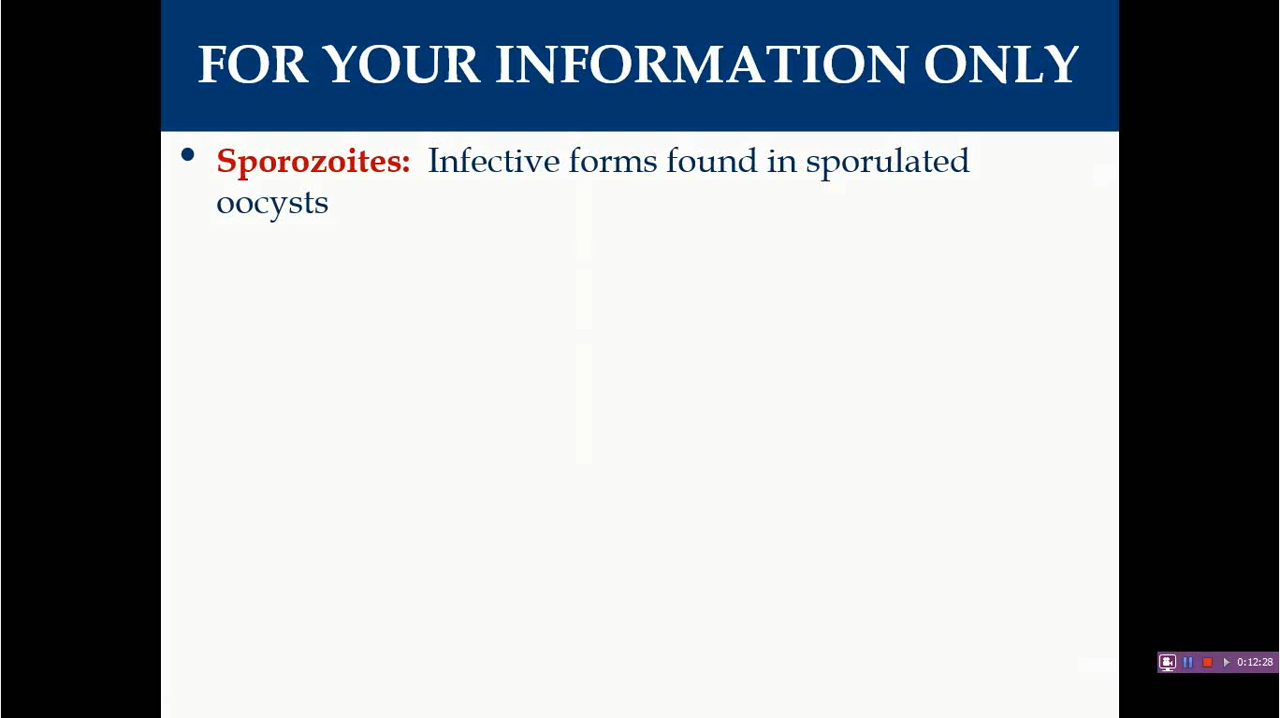 FOR YOUR INFORMATION ONLY
• Sporozoites: Infective forms found in sporulated
oocysts
0:12:28